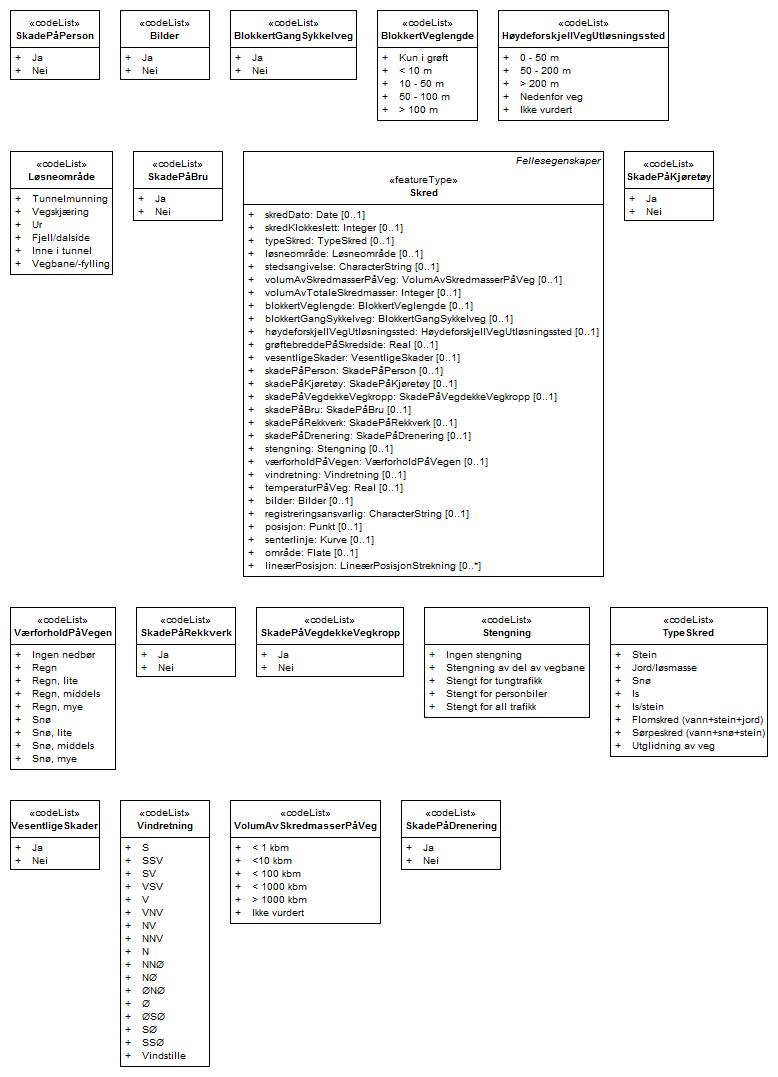 «codeList»
SkadePåPerson
+ Ja
+ Nei
«codeList»
Bilder
+ Ja
+ Nei
«codeList»
BlokkertGangSykkelveg
+ Ja
+ Nei
«codeList»
BlokkertVeglengde
+ Kun i grøft
+ < 10 m
+ 10 - 50 m
+ 50 - 100 m
+ > 100 m
«codeList»
HøydeforskjellVegUtløsningssted
+ 0 - 50 m
+ 50 - 200 m
+ > 200 m
+ Nedenfor veg
+ Ikke vurdert
«codeList»
Løsneområde
+ Tunnelmunning
+ Vegskjæring
+ Ur
+ Fjell/dalside
+ Inne i tunnel
+ Vegbane/-fylling
«codeList»
SkadePåBru
+ Ja
+ Nei
Fellesegenskaper
«featureType»
Skred
+ skredDato: Date [0..1]
+ skredKlokkeslett: Integer [0..1]
+ typeSkred: TypeSkred [0..1]
+ løsneområde: Løsneområde [0..1]
+ stedsangivelse: CharacterString [0..1]
+ volumAvSkredmasserPåVeg: VolumAvSkredmasserPåVeg [0..1]
+ volumAvTotaleSkredmasser: Integer [0..1]
+ blokkertVeglengde: BlokkertVeglengde [0..1]
+ blokkertGangSykkelveg: BlokkertGangSykkelveg [0..1]
+ høydeforskjellVegUtløsningssted: HøydeforskjellVegUtløsningssted [0..1]
+ grøftebreddePåSkredside: Real [0..1]
+ vesentligeSkader: VesentligeSkader [0..1]
+ skadePåPerson: SkadePåPerson [0..1]
+ skadePåKjøretøy: SkadePåKjøretøy [0..1]
+ skadePåVegdekkeVegkropp: SkadePåVegdekkeVegkropp [0..1]
+ skadePåBru: SkadePåBru [0..1]
+ skadePåRekkverk: SkadePåRekkverk [0..1]
+ skadePåDrenering: SkadePåDrenering [0..1]
+ stengning: Stengning [0..1]
+ værforholdPåVegen: VærforholdPåVegen [0..1]
+ vindretning: Vindretning [0..1]
+ temperaturPåVeg: Real [0..1]
+ bilder: Bilder [0..1]
+ registreringsansvarlig: CharacterString [0..1]
+ posisjon: Punkt [0..1]
+ senterlinje: Kurve [0..1]
+ område: Flate [0..1]
+ lineærPosisjon: LineærPosisjonStrekning [0..*]
«codeList»
SkadePåKjøretøy
+ Ja
+ Nei
«codeList»
VærforholdPåVegen
+ Ingen nedbør
+ Regn
+ Regn, lite
+ Regn, middels
+ Regn, mye
+ Snø
+ Snø, lite
+ Snø, middels
+ Snø, mye
«codeList»
SkadePåRekkverk
+ Ja
+ Nei
«codeList»
SkadePåVegdekkeVegkropp
+ Ja
+ Nei
«codeList»
Stengning
+ Ingen stengning
+ Stengning av del av vegbane
+ Stengt for tungtrafikk
+ Stengt for personbiler
+ Stengt for all trafikk
«codeList»
TypeSkred
+ Stein
+ Jord/løsmasse
+ Snø
+ Is
+ Is/stein
+ Flomskred (vann+stein+jord)
+ Sørpeskred (vann+snø+stein)
+ Utglidning av veg
«codeList»
VesentligeSkader
+ Ja
+ Nei
«codeList»
Vindretning
+ S
+ SSV
+ SV
+ VSV
+ V
+ VNV
+ NV
+ NNV
+ N
+ NNØ
+ NØ
+ ØNØ
+ Ø
+ ØSØ
+ SØ
+ SSØ
+ Vindstille
«codeList»
VolumAvSkredmasserPåVeg
+ < 1 kbm
+ <10 kbm
+ < 100 kbm
+ < 1000 kbm
+ > 1000 kbm
+ Ikke vurdert
«codeList»
SkadePåDrenering
+ Ja
+ Nei